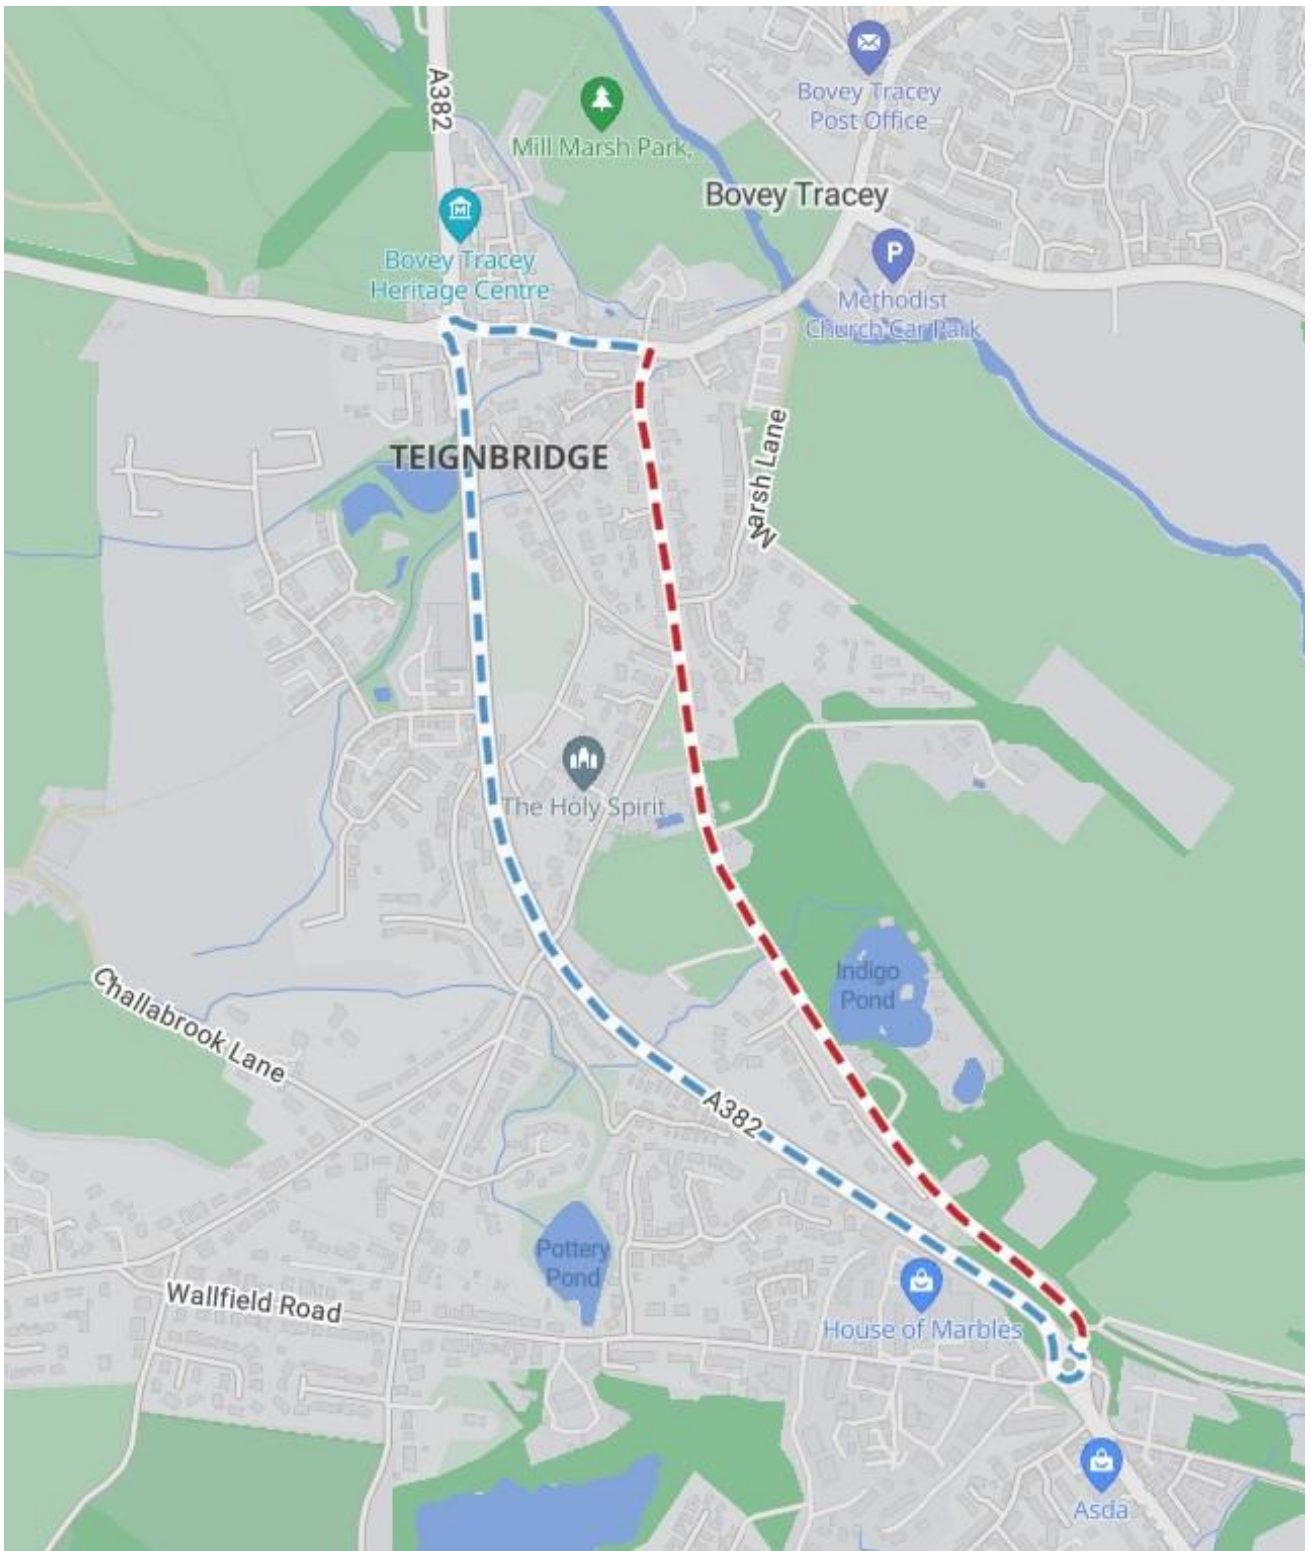 A382
Bovey Tracey
Post Office
Mill Marsh Park,
Bovey Tracey
Bovey Tracey
Heritage Centre
Methodist
Church Car Park
TEIGNBRIDGE
Marsh Lane
The Holy Spirit
Indigo
Pond
Challabrook Lane
A382
Pottery
Pond
Wallfield Road
House of Marbles
Asda